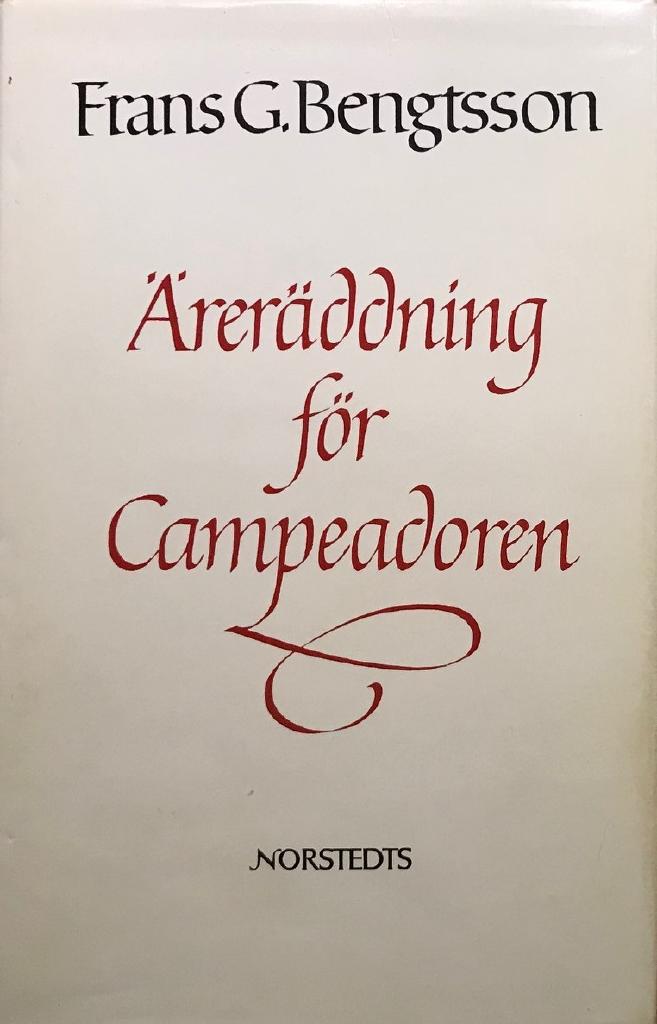 Frans G. Bengtsson
Äreräddning
för
Campeadoren
NORSTEDTS